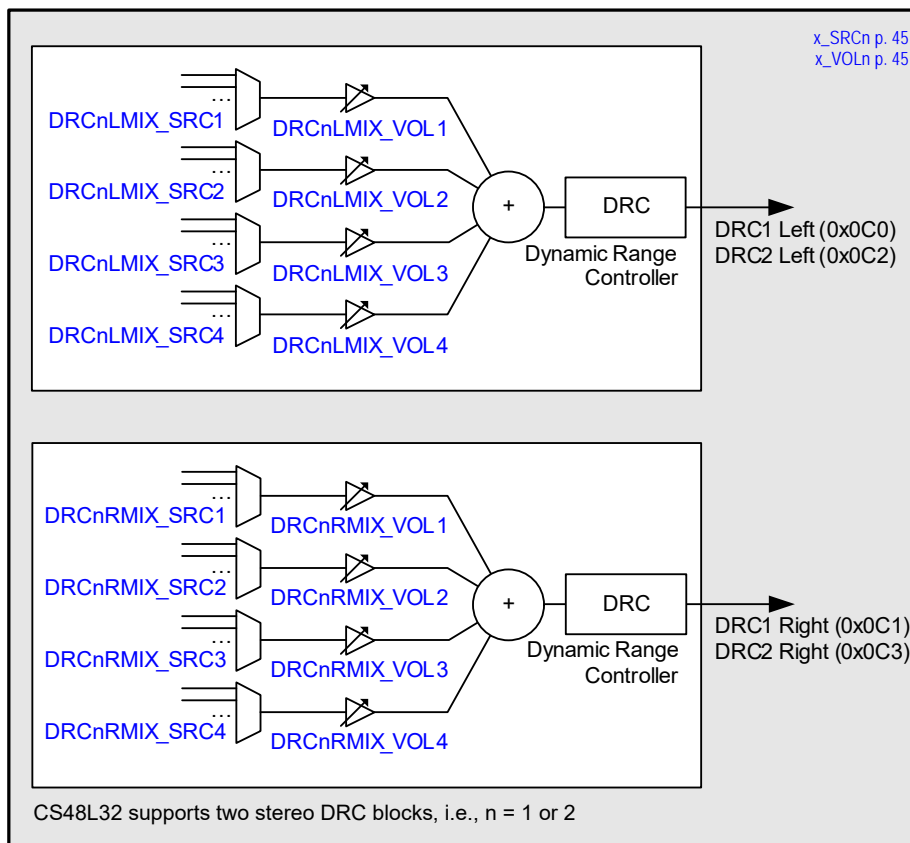 x_SRCn p. 45
x_VOLn p. 45
...
DRCnLMIX_SRC1
DRCnLMIX_VOL1
...
DRCnLMIX_SRC2
DRCnLMIX_VOL2
...
DRCnLMIX_SRC3
DRCnLMIX_VOL3
...
DRCnLMIX_SRC4
DRCnLMIX_VOL4
+
DRC
Dynamic Range
Controller
DRC1 Left (0x0C0)
DRC2 Left (0x0C2)
...
DRCnRMIX_SRC1
DRCnRMIX_VOL1
...
DRCnRMIX_SRC2
DRCnRMIX_VOL2
...
DRCnRMIX_SRC3
DRCnRMIX_VOL3
...
DRCnRMIX_SRC4
DRCnRMIX_VOL4
+
DRC
Dynamic Range
Controller
DRC1 Right (0x0C1)
DRC2 Right (0x0C3)
CS48L32 supports two stereo DRC blocks, i.e., n = 1 or 2